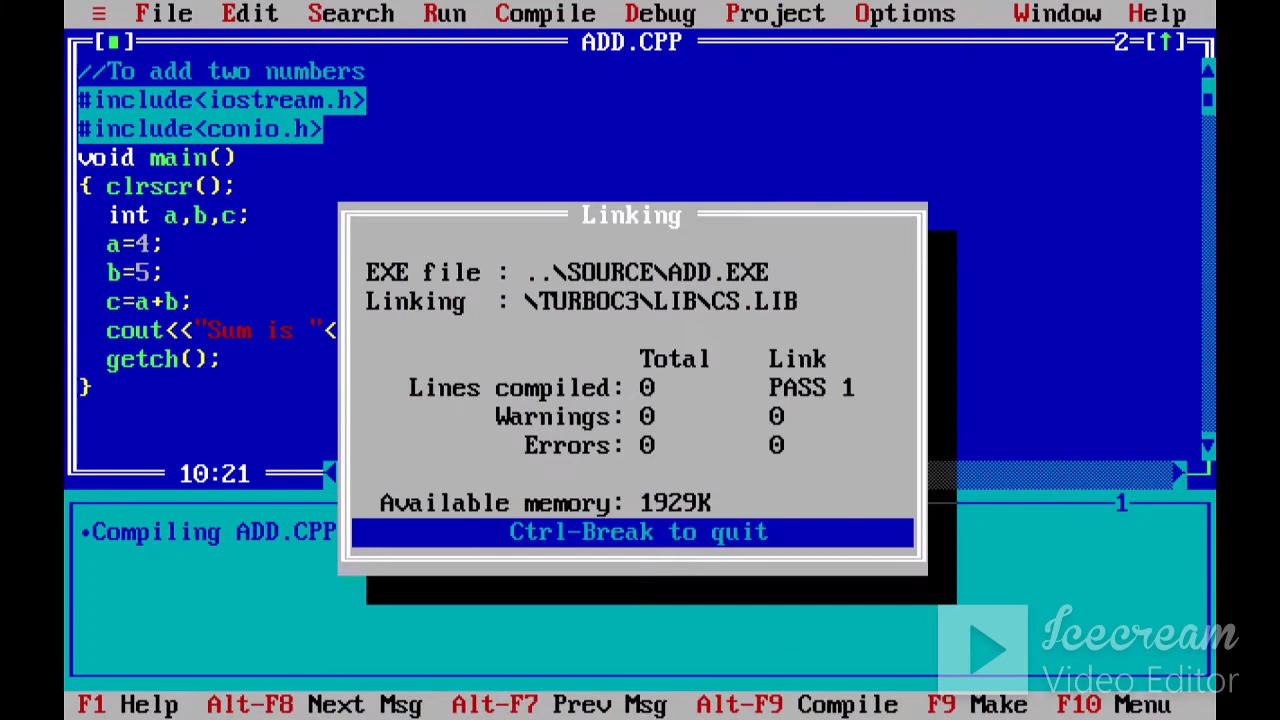 ≡ File Edit Search Run Compile Debug Project Options Window Help
[■] ADD.CPP 2=[↑]
//To add two numbers
#include<iostream.h>
#include<conio.h>
void main()
{ clrscr();
int a,b,c;
a=4;
b=5;
c=a+b;
cout<<"Sum is "<
getch();
}
10:21
Linking
EXE file : ..\SOURCE\ADD.EXE
Linking : \TURBOC3\LIB\CS.LIB
Total Link
Lines compiled: 0 PASS 1
Warnings: 0 0
Errors: 0 0
Available memory: 1929K
Ctrl-Break to quit
1
•Compiling ADD.CPP
Icecream
Video Editor
F1 Help Alt-F8 Next Msg Alt-F7 Prev Msg Alt-F9 Compile F9 Make F10 Menu